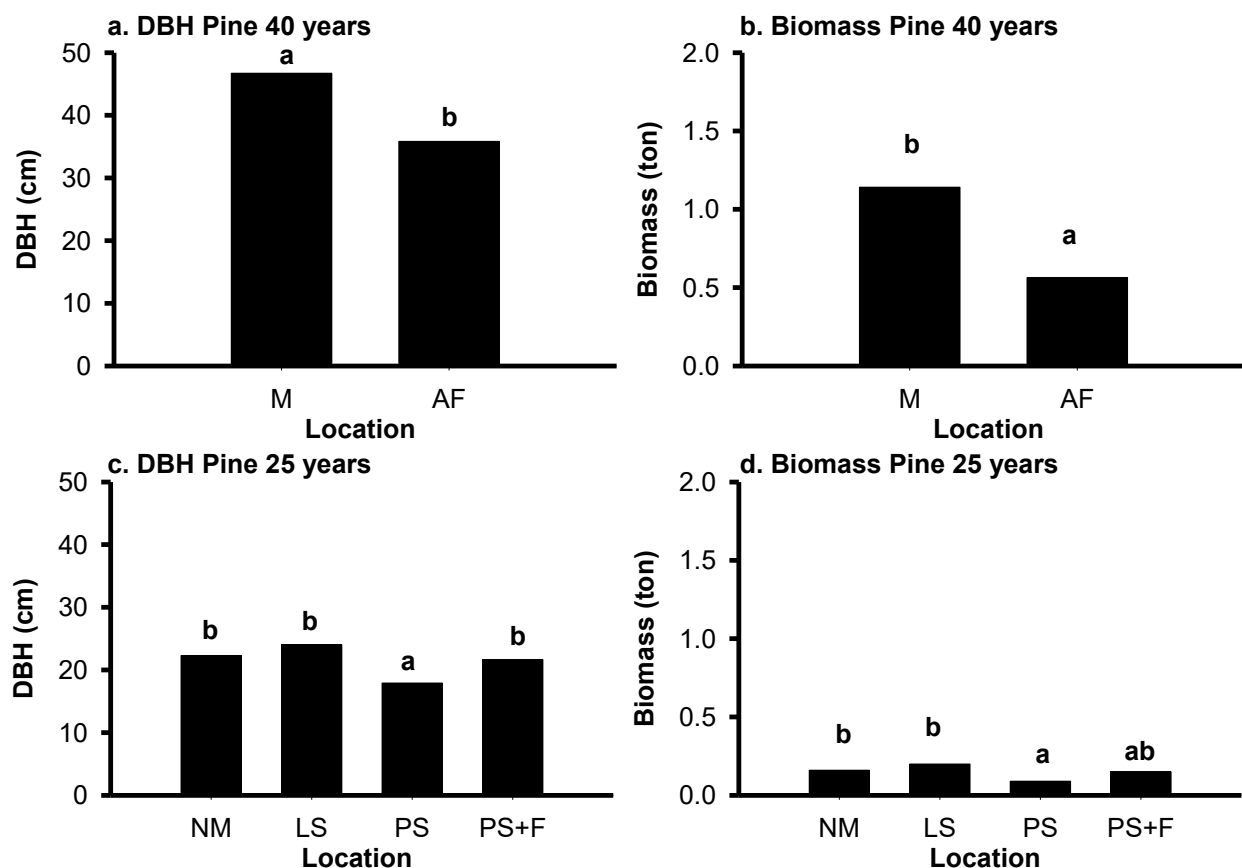 a. DBH Pine 40 years
50
40
30
20
10
0
DBH (cm)
a
b
M AF
Location
b. Biomass Pine 40 years
2.0
1.5
1.0
0.5
0.0
Biomass (ton)
b
a
M AF
Location
c. DBH Pine 25 years
50
40
30
20
10
0
DBH (cm)
b b a b
NM LS PS PS+F
Location
d. Biomass Pine 25 years
2.0
1.5
1.0
0.5
0.0
Biomass (ton)
b b a ab
NM LS PS PS+F
Location